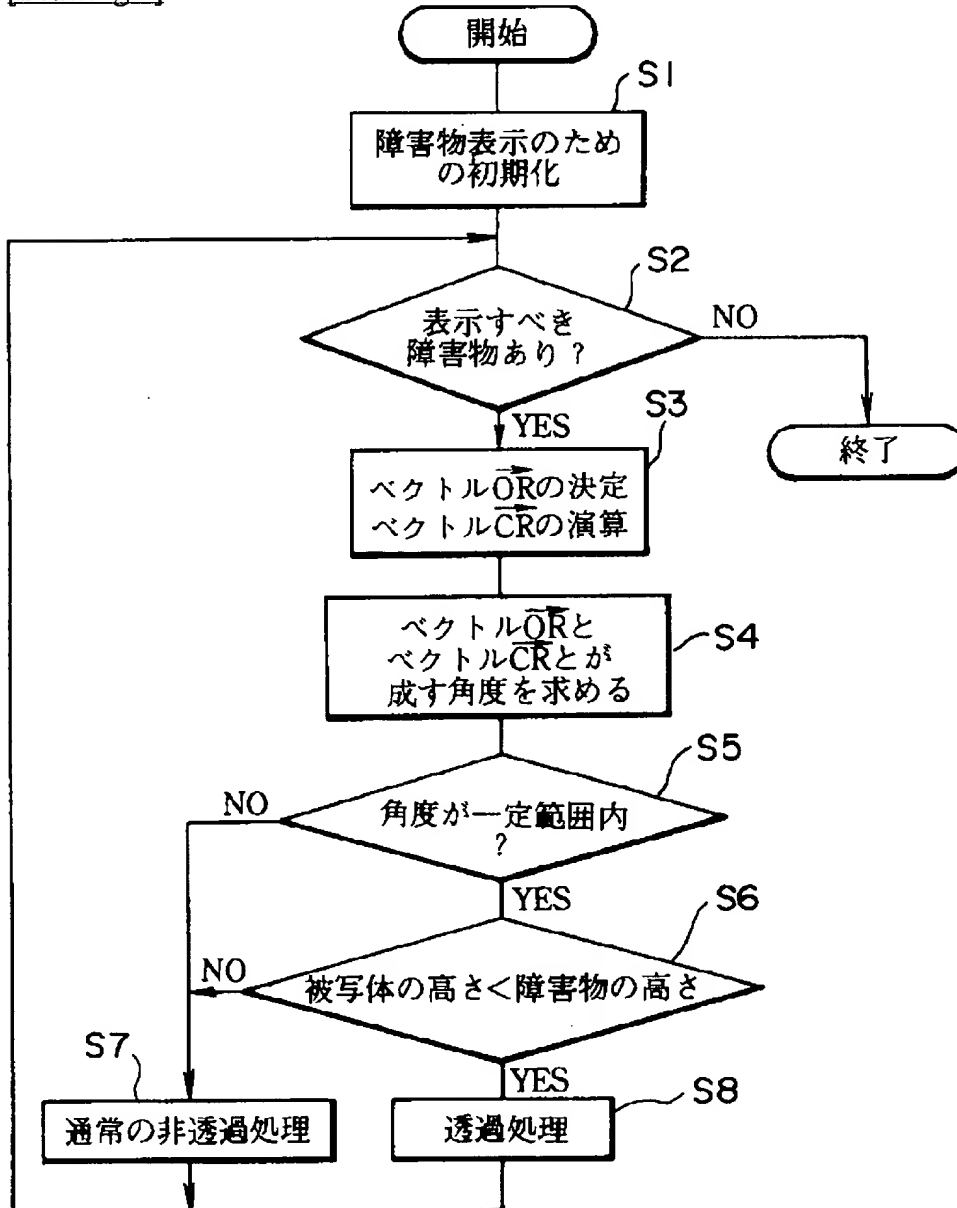 開始
S1
障害物表示のため
の初期化
S2
表示すべき
障害物あり？
NO
YES
終了
S3
ベクトルORの決定
ベクトルCRの演算
S4
ベクトルORと
ベクトルCRとが
成す角度を求める
S5
角度が一定範囲内
？
NO
YES
S6
被写体の高さ<障害物の高さ
NO
YES
S7
通常の非透過処理
S8
透過処理